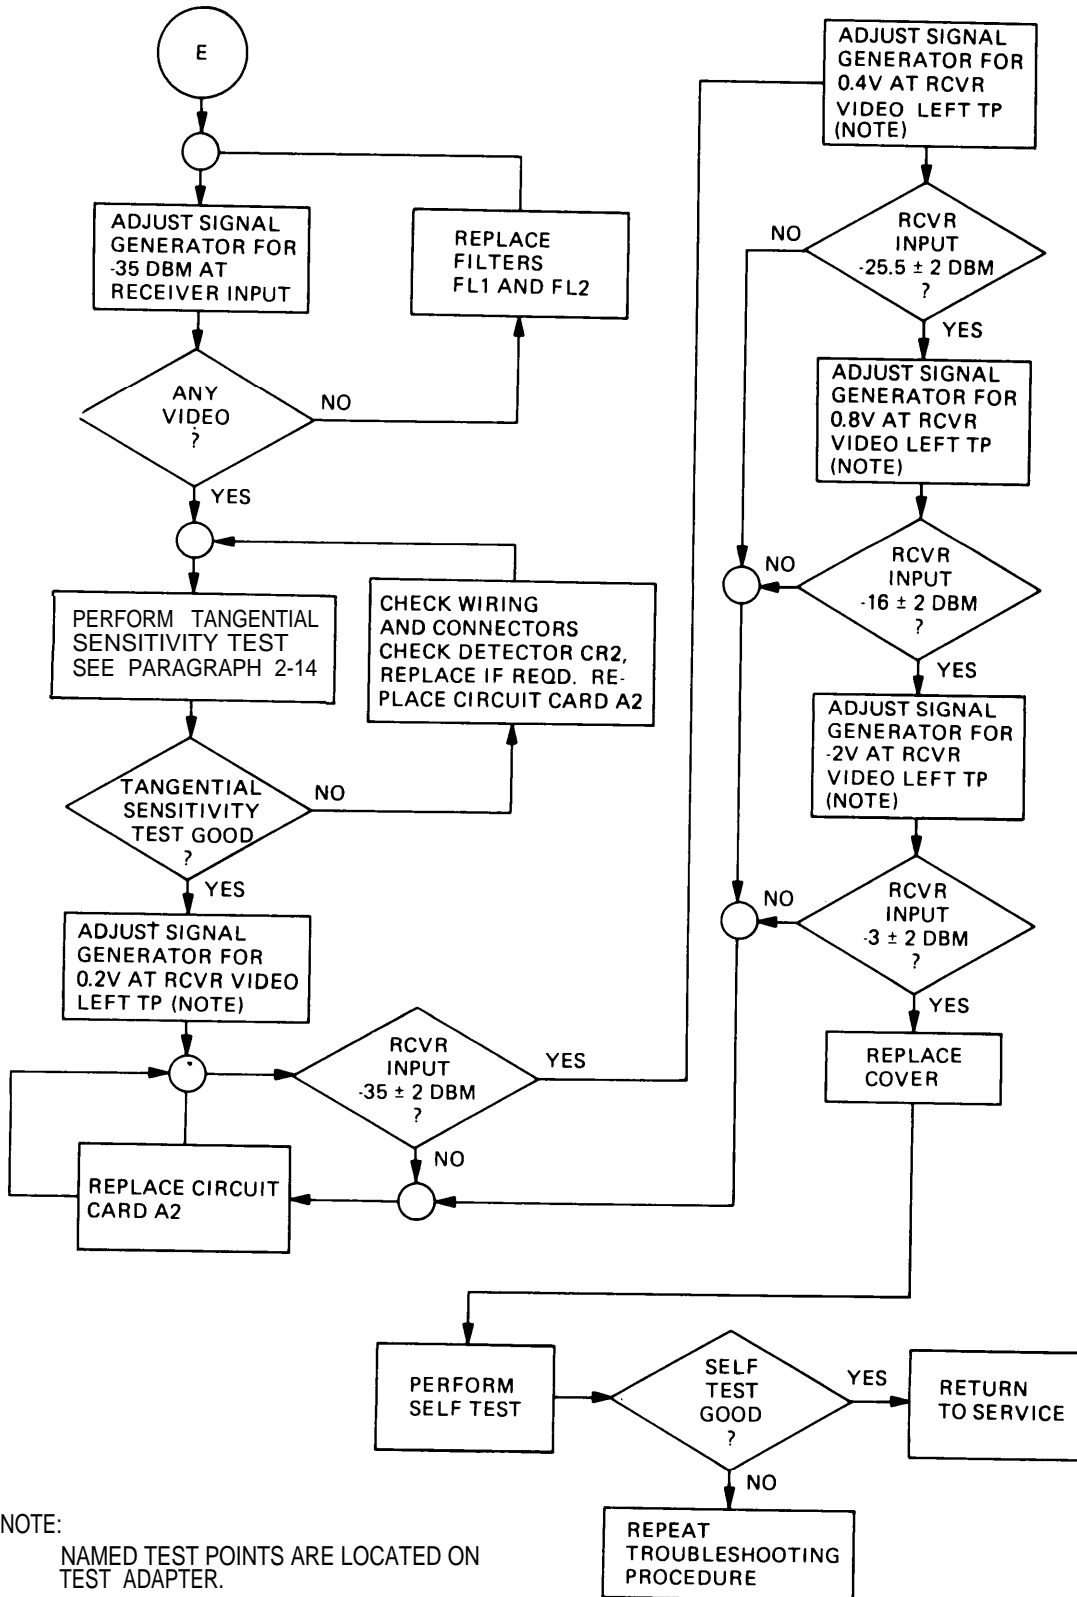 E
ADJUST SIGNAL
GENERATOR FOR
-35 DBM AT
RECEIVER INPUT
REPLACE
FILTERS
FL1 AND FL2
ANY
VIDEO
?
NO
YES
PERFORM TANGENTIAL
SENSITIVITY TEST
SEE PARAGRAPH 2-14
CHECK WIRING
AND CONNECTORS
CHECK DETECTOR CR2,
REPLACE IF REQD. RE-
PLACE CIRCUIT CARD A2
TANGENTIAL
SENSITIVITY
TEST GOOD
?
NO
YES
ADJUST SIGNAL
GENERATOR FOR
0.2V AT RCVR VIDEO
LEFT TP (NOTE)
RCVR
INPUT
-35 ± 2 DBM
?
YES
NO
REPLACE CIRCUIT
CARD A2
ADJUST SIGNAL
GENERATOR FOR
0.4V AT RCVR
VIDEO LEFT TP
(NOTE)
RCVR
INPUT
-25.5 ± 2 DBM
?
NO
YES
ADJUST SIGNAL
GENERATOR FOR
0.8V AT RCVR
VIDEO LEFT TP
(NOTE)
RCVR
INPUT
-16 ± 2 DBM
?
NO
YES
ADJUST SIGNAL
GENERATOR FOR
-2V AT RCVR
VIDEO LEFT TP
(NOTE)
RCVR
INPUT
-3 ± 2 DBM
?
NO
YES
REPLACE
COVER
PERFORM
SELF TEST
SELF
TEST
GOOD
?
YES
NO
RETURN
TO SERVICE
REPEAT
TROUBLESHOOTING
PROCEDURE
NOTE:
NAMED TEST POINTS ARE LOCATED ON
TEST ADAPTER.